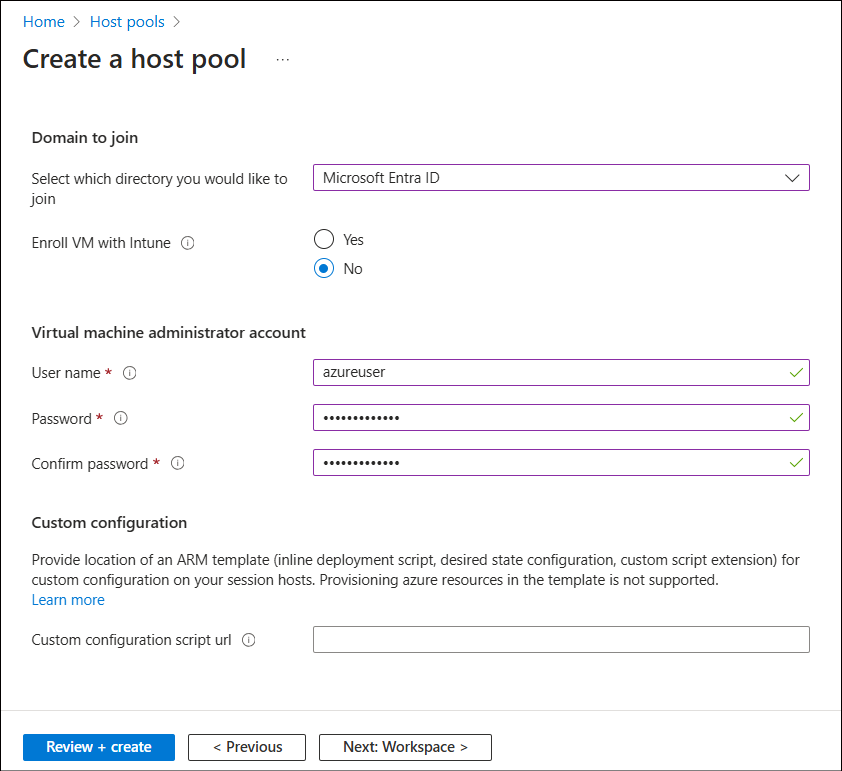 Home > Host pools >
Create a host pool ...
Domain to join
Select which directory you would like to
join
Microsoft Entra ID
Enroll VM with Intune
Yes
No
Virtual machine administrator account
User name *
azureuser
Password *
•••••••••••••
Confirm password *
•••••••••••••
Custom configuration
Provide location of an ARM template (inline deployment script, desired state configuration, custom script extension) for
custom configuration on your session hosts. Provisioning azure resources in the template is not supported.
Learn more
Custom configuration script url
Review + create
< Previous
Next: Workspace >